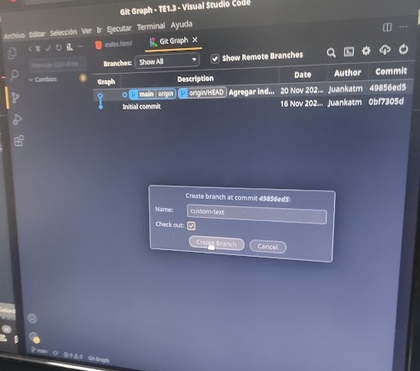 Git Graph - TE1.3 - Visual Studio Code
Archivo Editar Selección Ver Ir Ejecutar Terminal Ayuda
index.html
Git Graph ×
Cambios
Branches: Show All
Show Remote Branches
Graph Description Date Author Commit
main origin origin/HEAD Agregar ind... 20 Nov 202... Juankatm 49856ed5
Initial commit 16 Nov 202... Juankatm 0bf7305d
Create branch at commit 49856ed5:
Name: custom-text
Check out:
Create Branch Cancel
main
0 0
Git Graph